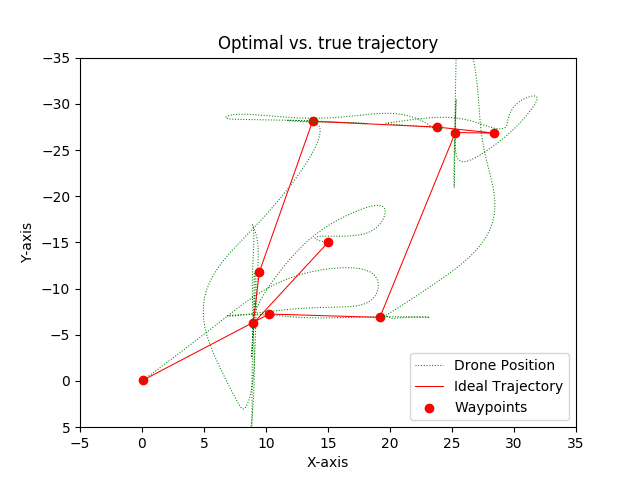 Optimal vs. true trajectory
Y-axis
−35
−30
−25
−20
−15
−10
−5
0
5
−5 0 5 10 15 20 25 30 35
X-axis
Drone Position
Ideal Trajectory
Waypoints